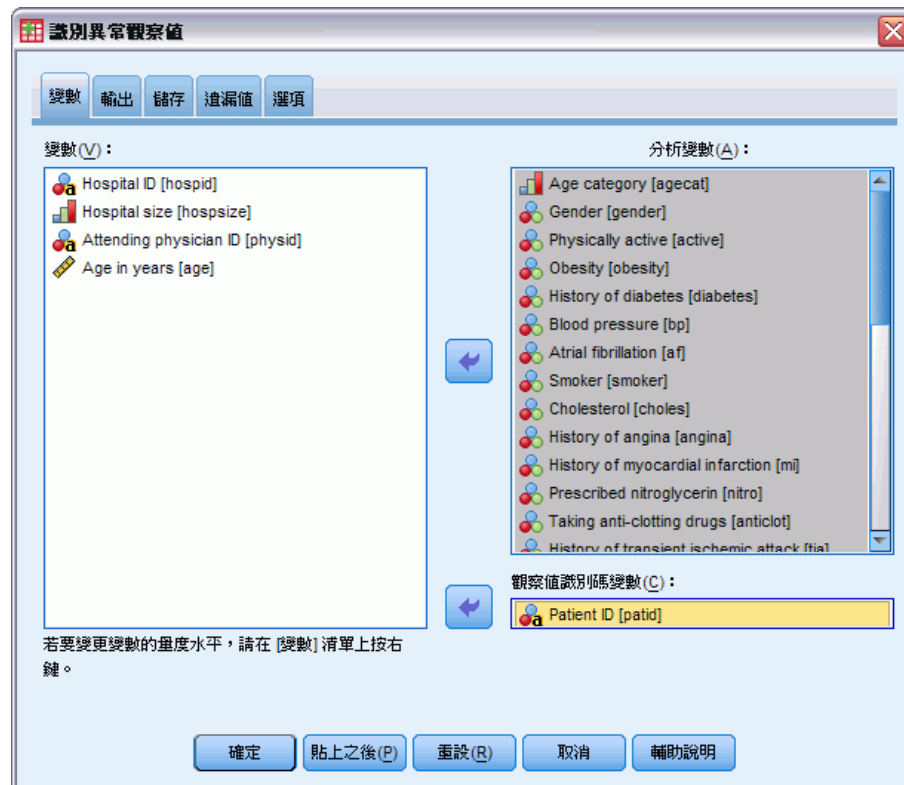 識別異常觀察值
變數 輸出 儲存 遺漏值 選項
變數(V)：
Hospital ID [hospid]
Hospital size [hospsize]
Attending physician ID [physid]
Age in years [age]
分析變數(A)：
Age category [agecat]
Gender [gender]
Physically active [active]
Obesity [obesity]
History of diabetes [diabetes]
Blood pressure [bp]
Atrial fibrillation [af]
Smoker [smoker]
Cholesterol [choles]
History of angina [angina]
History of myocardial infarction [mi]
Prescribed nitroglycerin [nitro]
Taking anti-clotting drugs [anticlot]
History of transient ischemic attack [tia]
觀察值識別碼變數(C)：
Patient ID [patid]
若要變更變數的量度水平，請在 [變數] 清單上按右
鍵。
確定 貼上之後(P) 重設(R) 取消 輔助說明